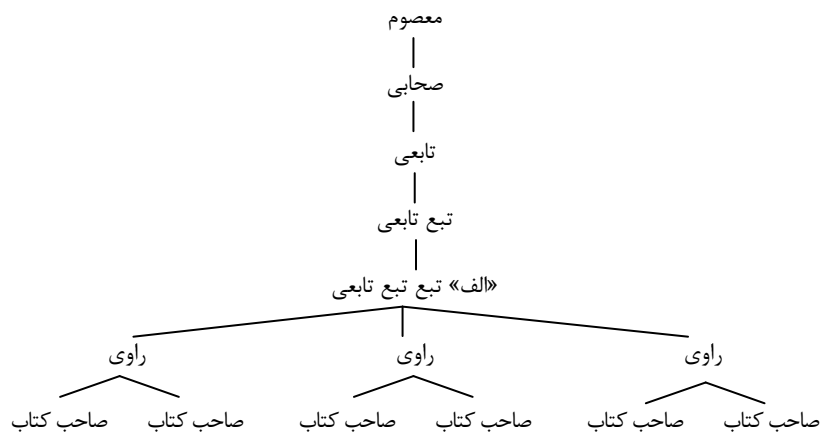 معصوم
صحابی
تابعی
تبع تابعی
«الف» تبع تبع تابعی
راوی راوی راوی
صاحب کتاب صاحب کتاب صاحب کتاب صاحب کتاب صاحب کتاب صاحب کتاب